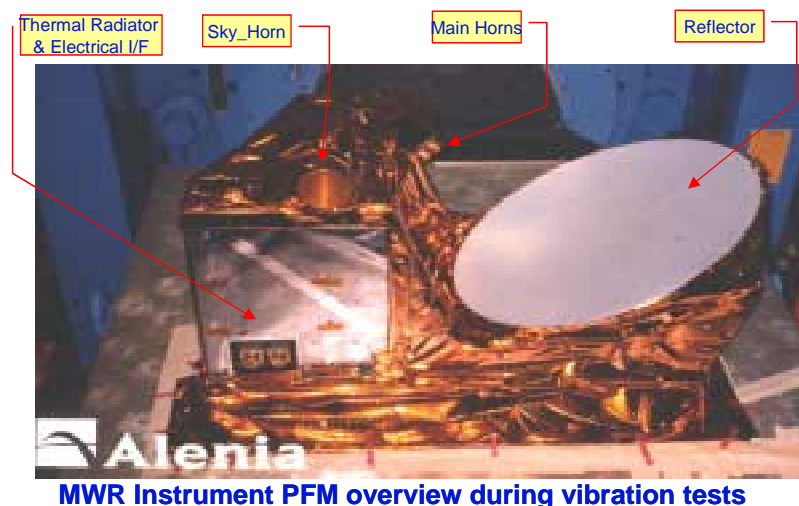 Thermal Radiator
& Electrical I/F
Sky_Horn
Main Horns
Reflector
Alenia
MWR Instrument PFM overview during vibration tests